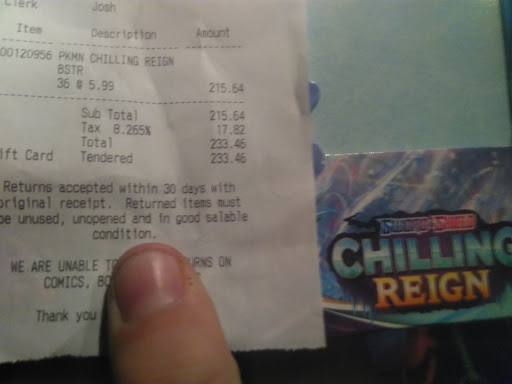 Clerk Josh
Item Description Amount
00120956 PKMN CHILLING REIGN
BSTR
36 @ 5.99 215.64
Sub Total 215.64
Tax 8.265% 17.82
Total 233.46
ift Card Tendered 233.46
Returns accepted within 30 days with
original receipt. Returned items must
be unused, unopened and in good salable
condition.
WE ARE UNABLE ON
COMICS,
Thank you
CHILLING
REIGN